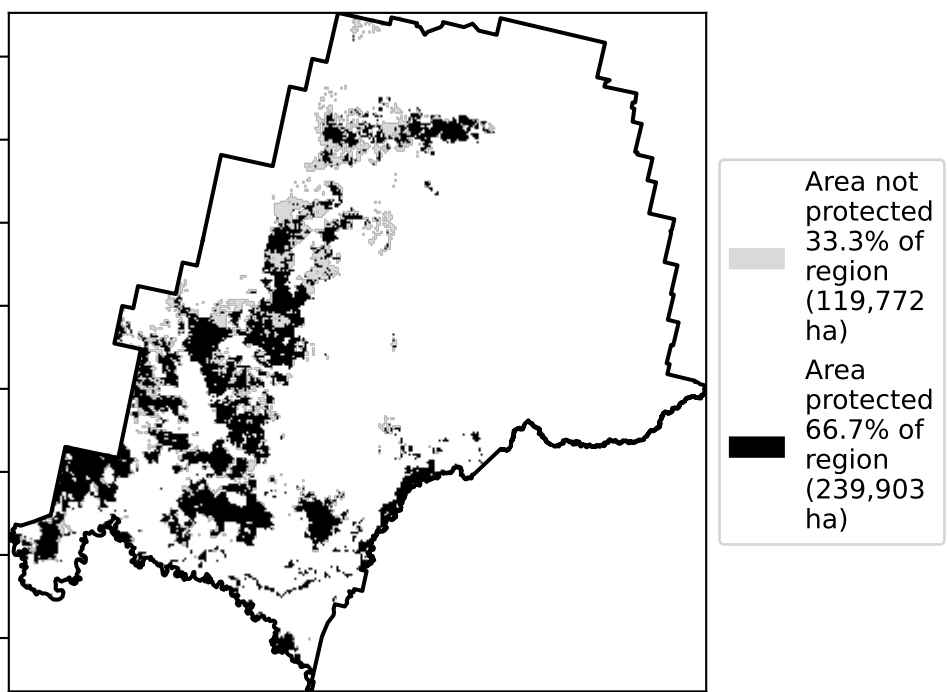 Area not
protected
33.3% of
region
(119,772
ha)
Area
protected
66.7% of
region
(239,903
ha)